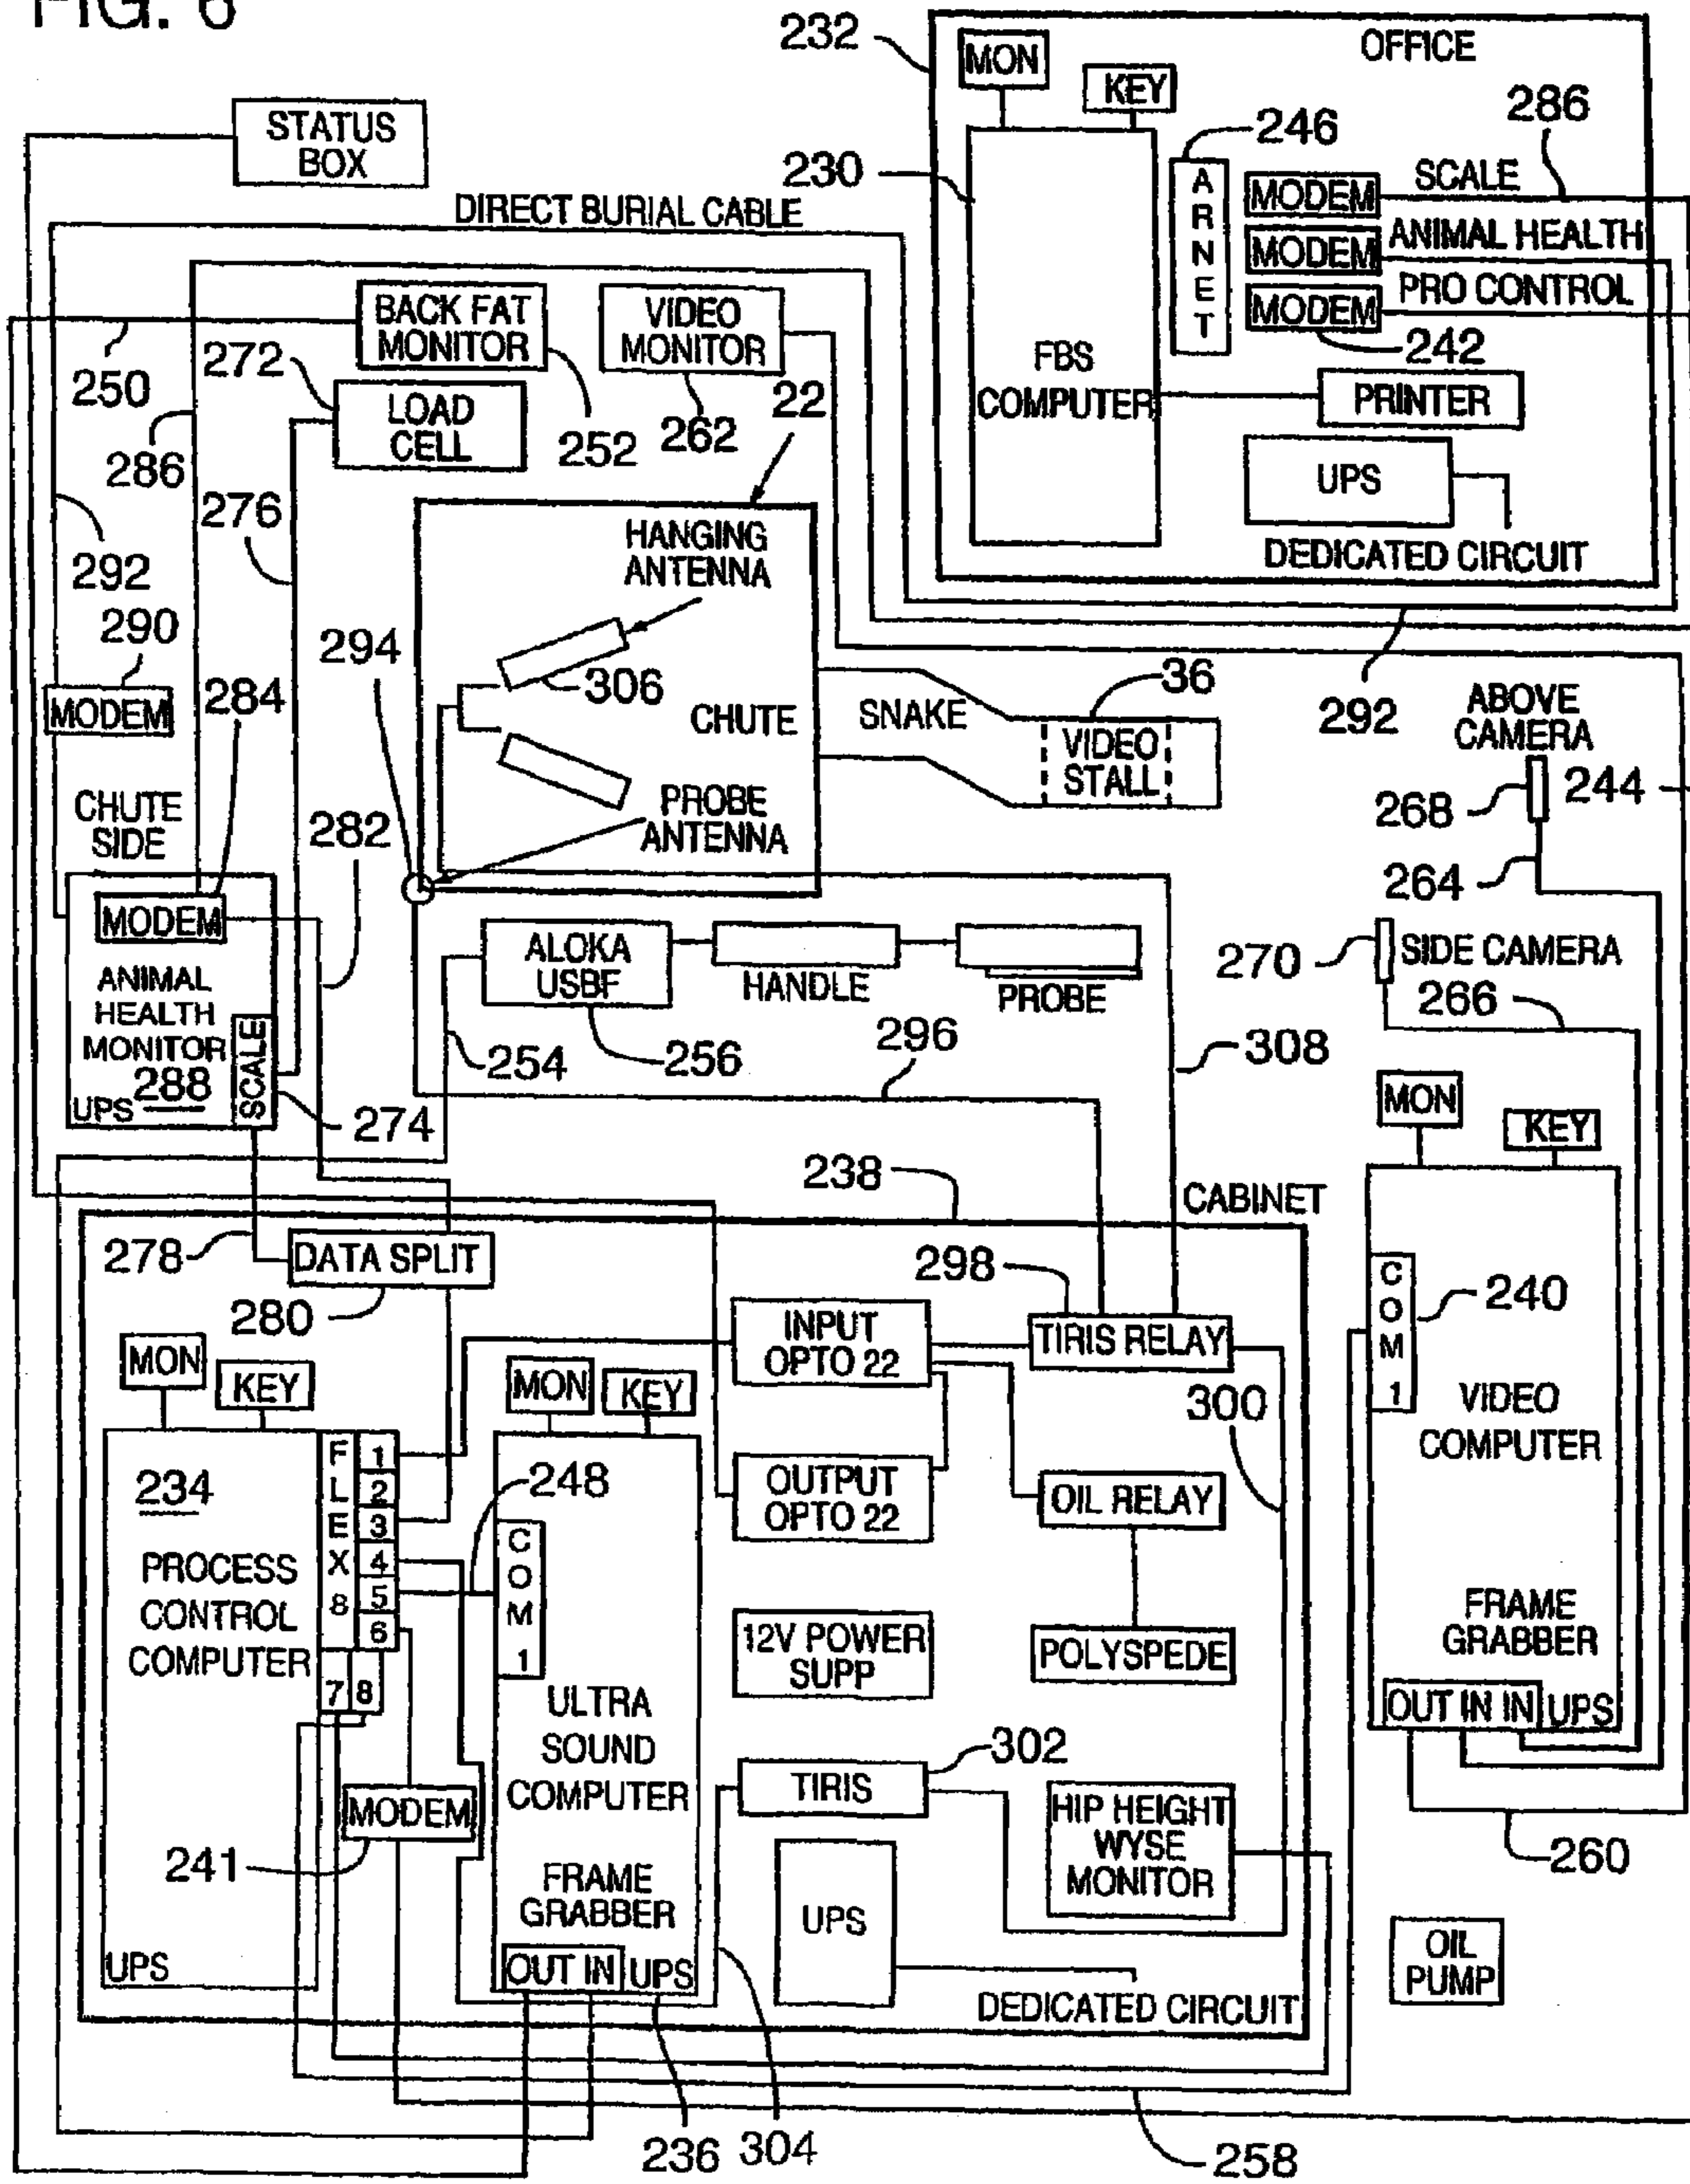 FIG. 6
232
MON
KEY
OFFICE
246
286
230
ARNET
MODEM
SCALE
MODEM
ANIMAL HEALTH
MODEM
PRO CONTROL
242
FBS
COMPUTER
PRINTER
UPS
DEDICATED CIRCUIT
STATUS
BOX
DIRECT BURIAL CABLE
BACK FAT
MONITOR
VIDEO
MONITOR
250
272
LOAD
CELL
252
262
22
286
276
292
HANGING
ANTENNA
290
294
306
MODEM
284
CHUTE
SNAKE
36
VIDEO
STALL
292
ABOVE
CAMERA
268
244
264
CHUTE
SIDE
282
PROBE
ANTENNA
MODEM
ANIMAL
HEALTH
MONITOR
288
UPS
SCALE
274
ALOKA
USBF
HANDLE
PROBE
254
256
296
308
270
SIDE CAMERA
266
MON
KEY
238
CABINET
278
DATA SPLIT
280
298
INPUT
OPTO 22
TIRIS RELAY
COM 1
240
300
VIDEO
COMPUTER
MON
KEY
MON
KEY
234
FLEX 8
1
2
3
4
5
6
7
8
248
OUTPUT
OPTO 22
OIL RELAY
PROCESS
CONTROL
COMPUTER
COM 1
12V POWER
SUPP
POLYSPEDE
FRAME
GRABBER
OUT IN IN
UPS
ULTRA
SOUND
COMPUTER
302
TIRIS
HIP HEIGHT
WYSE
MONITOR
MODEM
241
FRAME
GRABBER
UPS
260
UPS
OUT IN
UPS
DEDICATED CIRCUIT
OIL
PUMP
236
304
258